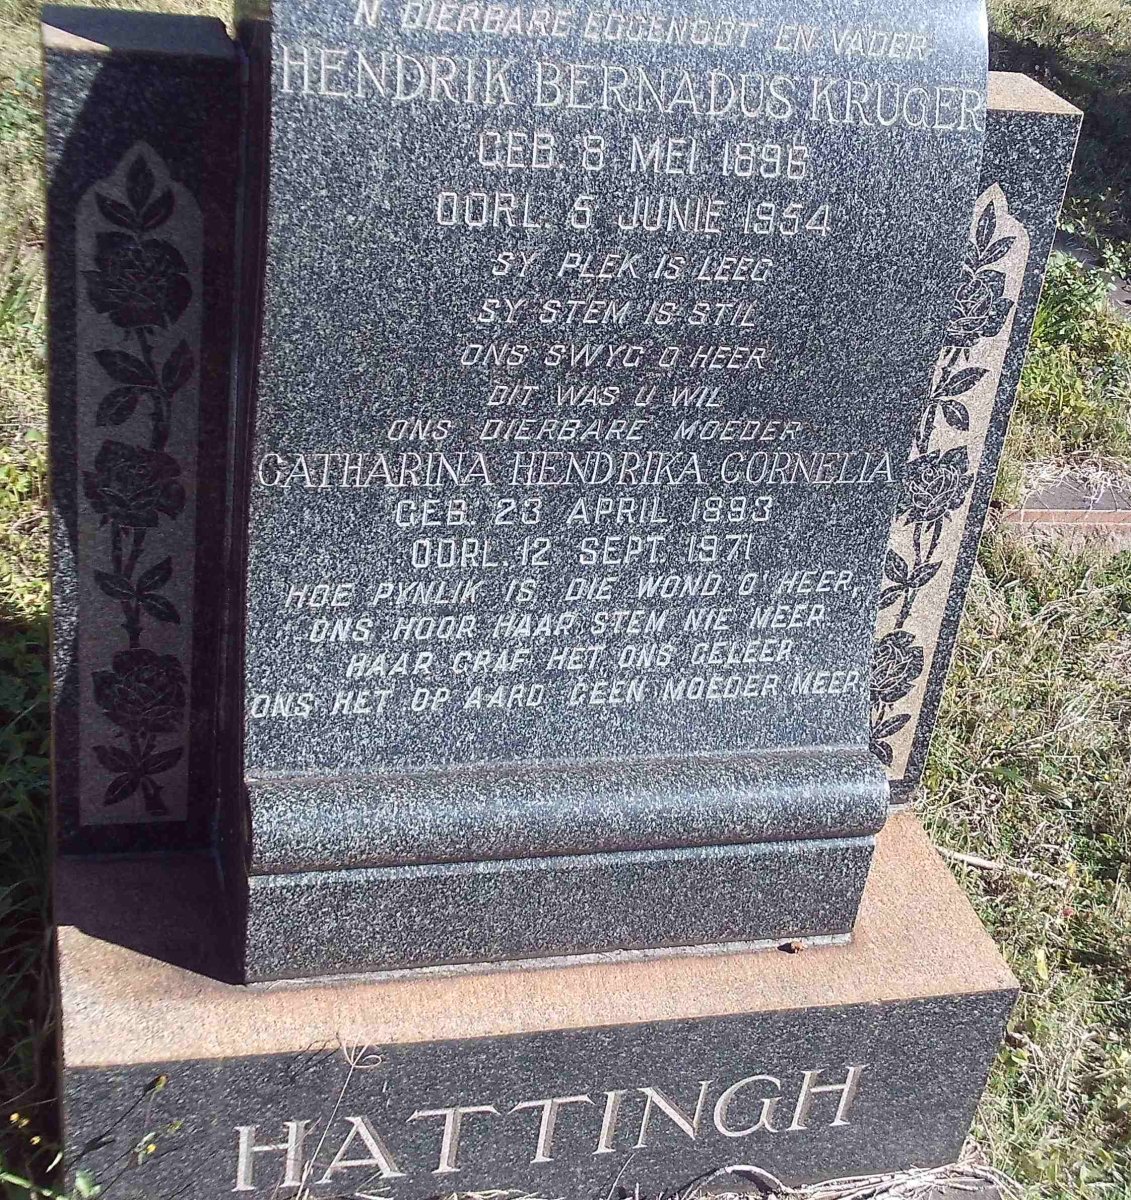 'N DIERBARE EGGENOOT EN VADER
HENDRIK BERNADUS KRUGER
GEB. 8 MEI 1896
OORL. 5 JUNIE 1954
SY PLEK IS LEEG
SY STEM IS STIL
ONS SWYG O HEER
DIT WAS U WIL
ONS DIERBARE MOEDER
CATHARINA HENDRIKA CORNELIA
GEB. 23 APRIL 1893
OORL. 12 SEPT. 1971
HOE PYNLIK IS DIE WOND O' HEER,
ONS HOOR HAAR STEM NIE MEER
HAAR GRAF HET ONS GELEER
ONS HET OP AARD GEEN MOEDER MEER
HATTINGH